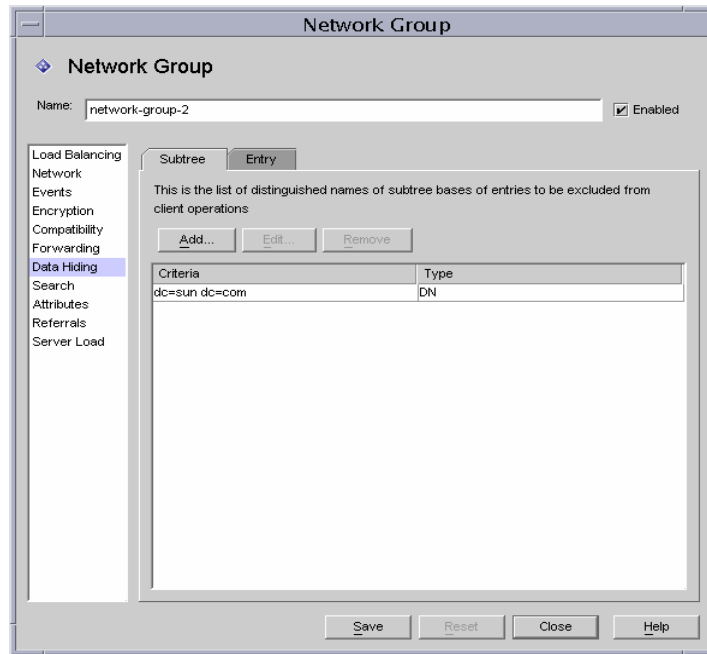 Network Group
Network Group
Name: network-group-2 Enabled
Load Balancing
Network
Events
Encryption
Compatibility
Forwarding
Data Hiding
Search
Attributes
Referrals
Server Load
Subtree Entry
This is the list of distinguished names of subtree bases of entries to be excluded from
client operations
Add... Edit... Remove
Criteria Type
dc=sun dc=com DN
Save Reset Close Help